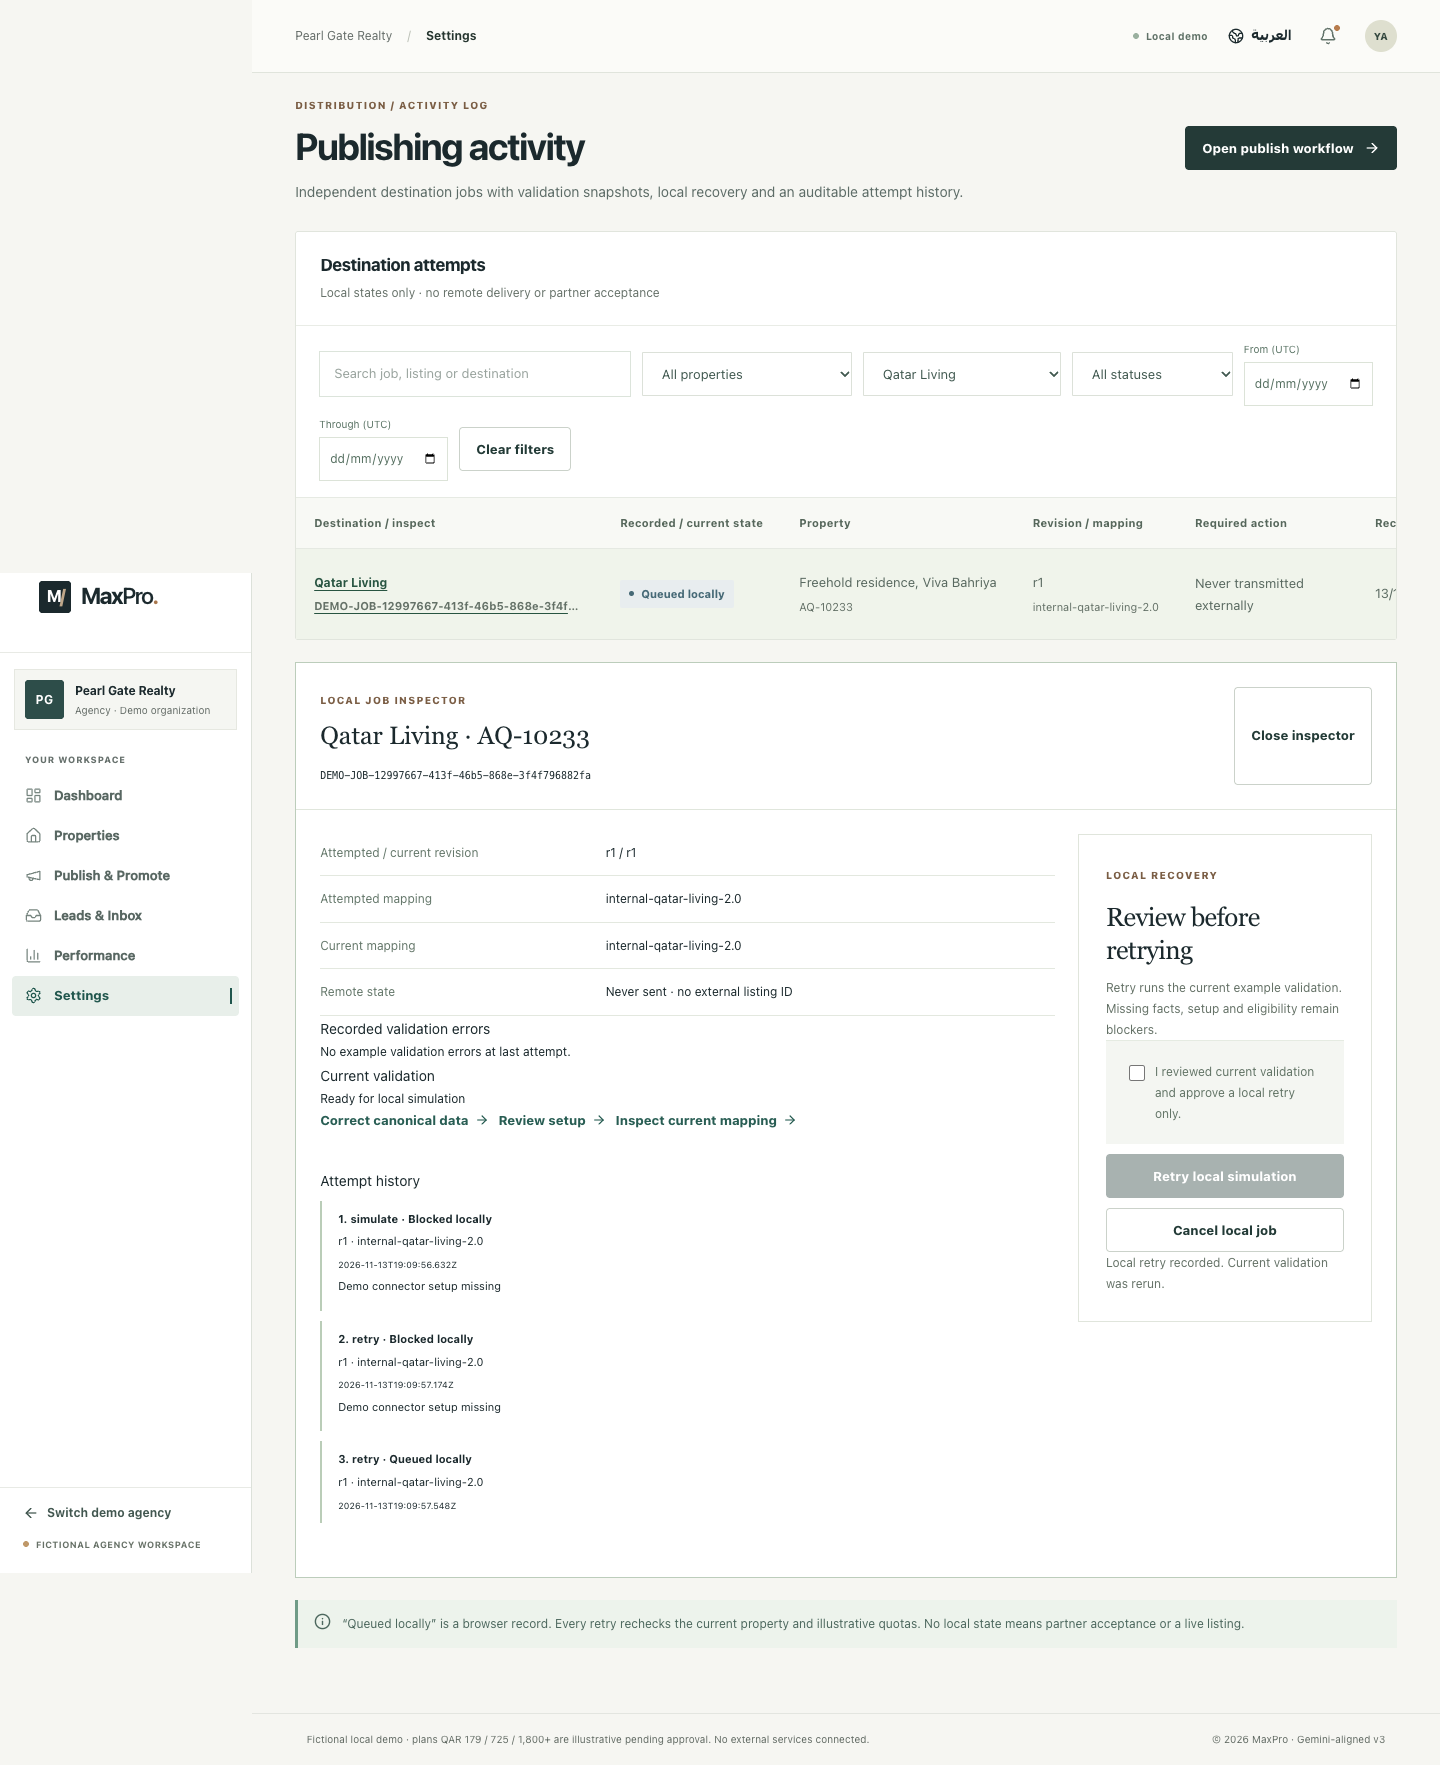 Pearl Gate Realty / Settings
Local demo
العربية
YA
DISTRIBUTION / ACTIVITY LOG
Publishing activity
Open publish workflow
Independent destination jobs with validation snapshots, local recovery and an auditable attempt history.
Destination attempts
Local states only · no remote delivery or partner acceptance
Search job, listing or destination
All properties
Qatar Living
All statuses
From (UTC)
dd/mm/yyyy
Through (UTC)
dd/mm/yyyy
Clear filters
Destination / inspect
Recorded / current state
Property
Revision / mapping
Required action
Rec
Qatar Living
DEMO-JOB-12997667-413f-46b5-868e-3f4f...
Queued locally
Freehold residence, Viva Bahriya
AQ-10233
r1
internal-qatar-living-2.0
Never transmitted
externally
13/
M/ MaxPro.
PG
Pearl Gate Realty
Agency · Demo organization
YOUR WORKSPACE
Dashboard
Properties
Publish & Promote
Leads & Inbox
Performance
Settings
Switch demo agency
FICTIONAL AGENCY WORKSPACE
LOCAL JOB INSPECTOR
Qatar Living · AQ-10233
DEMO-JOB-12997667-413f-46b5-868e-3f4f796882fa
Close inspector
Attempted / current revision
r1 / r1
Attempted mapping
internal-qatar-living-2.0
Current mapping
internal-qatar-living-2.0
Remote state
Never sent · no external listing ID
Recorded validation errors
No example validation errors at last attempt.
Current validation
Ready for local simulation
Correct canonical data
Review setup
Inspect current mapping
Attempt history
1. simulate · Blocked locally
r1 · internal-qatar-living-2.0
2026-11-13T19:09:56.632Z
Demo connector setup missing
2. retry · Blocked locally
r1 · internal-qatar-living-2.0
2026-11-13T19:09:57.174Z
Demo connector setup missing
3. retry · Queued locally
r1 · internal-qatar-living-2.0
2026-11-13T19:09:57.548Z
LOCAL RECOVERY
Review before
retrying
Retry runs the current example validation.
Missing facts, setup and eligibility remain
blockers.
I reviewed current validation
and approve a local retry
only.
Retry local simulation
Cancel local job
Local retry recorded. Current validation
was rerun.
“Queued locally” is a browser record. Every retry rechecks the current property and illustrative quotas. No local state means partner acceptance or a live listing.
Fictional local demo · plans QAR 179 / 725 / 1,800+ are illustrative pending approval. No external services connected.
© 2026 MaxPro · Gemini-aligned v3